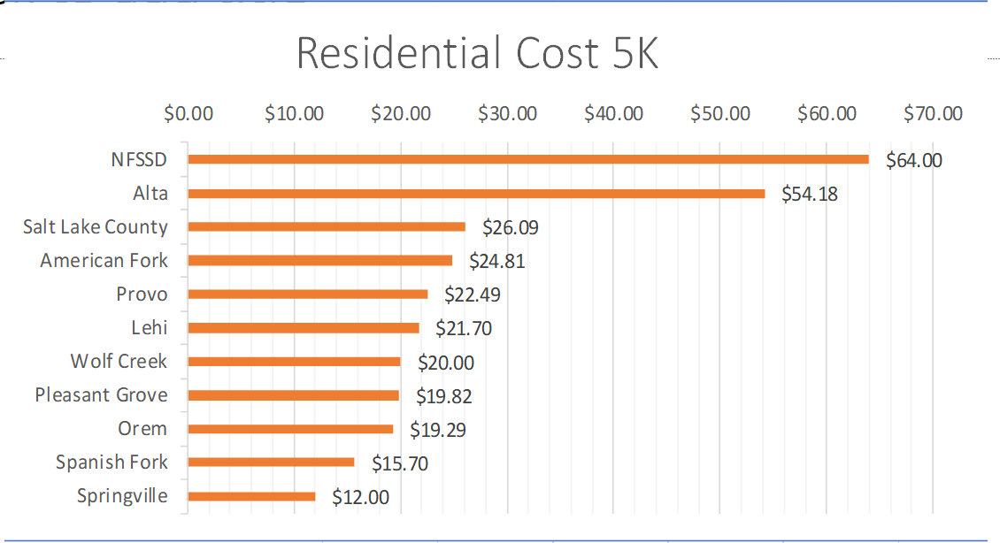 Residential Cost 5K
$0.00 $10.00 $20.00 $30.00 $40.00 $50.00 $60.00 $70.00
NFSSD $64.00
Alta $54.18
Salt Lake County $26.09
American Fork $24.81
Provo $22.49
Lehi $21.70
Wolf Creek $20.00
Pleasant Grove $19.82
Orem $19.29
Spanish Fork $15.70
Springville $12.00